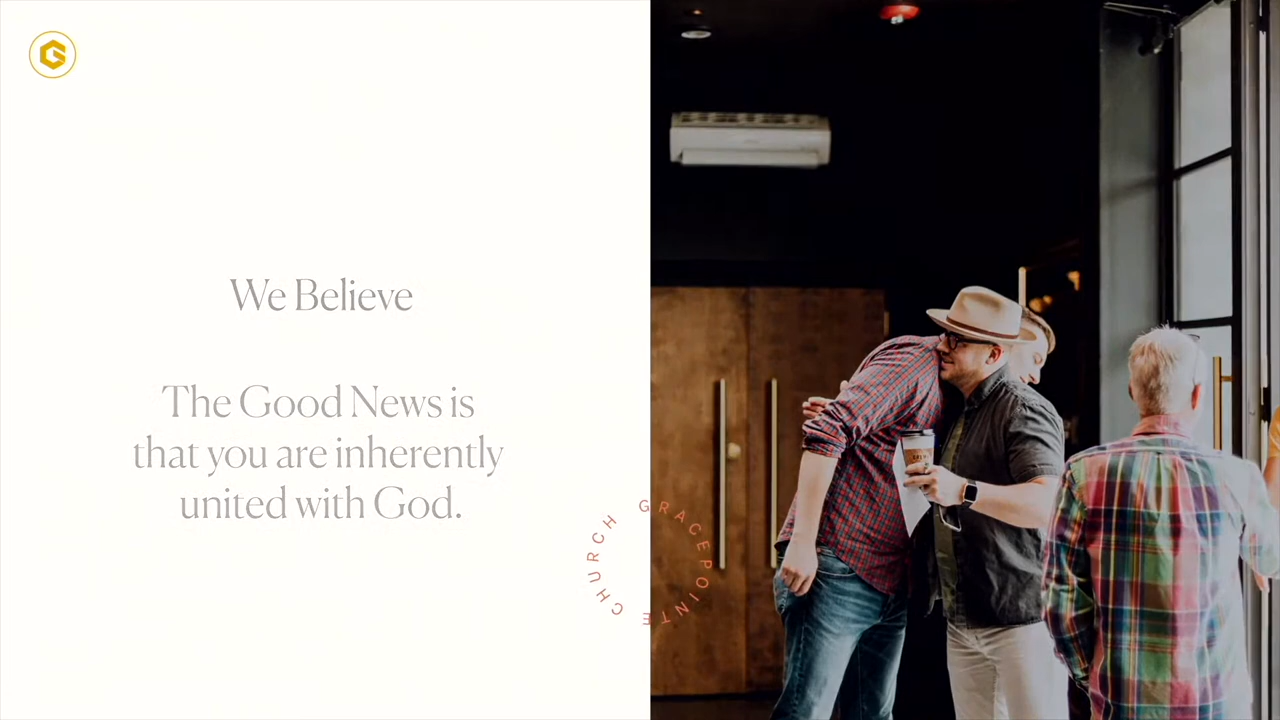 We Believe
The Good News is
that you are inherently
united with God.
GRACEPOINTE CHURCH